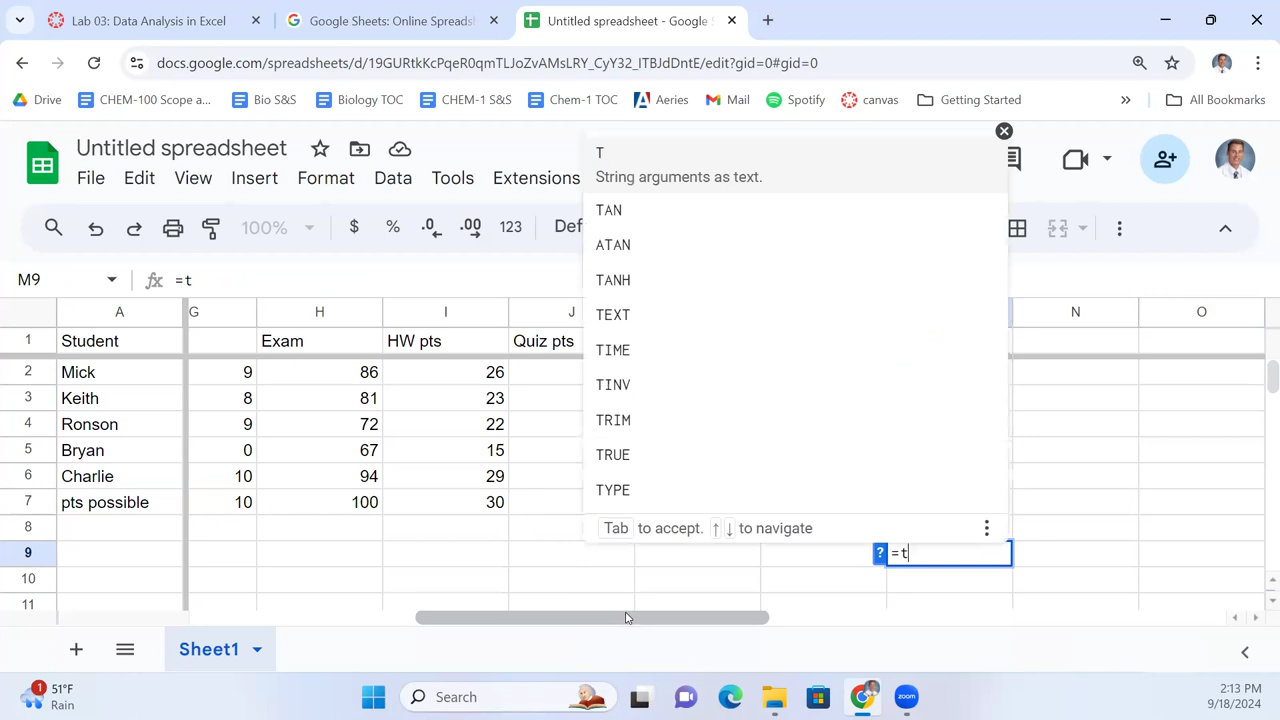 Lab 03: Data Analysis in Excel
Google Sheets: Online Spreads
Untitled spreadsheet - Google S
docs.google.com/spreadsheets/d/19GURtkKcPqeR0qmTLJoZvAMsLRY_CyY32_lTBJdDntE/edit?gid=0#gid=0
Drive CHEM-100 Scope a... Bio S&S Biology TOC CHEM-1 S&S Chem-1 TOC Aeries Mail Spotify canvas Getting Started » All Bookmarks
Untitled spreadsheet
File Edit View Insert Format Data Tools Extensions
100% $ % .0 .00 123 Def
M9 fx =t
T
String arguments as text.
TAN
ATAN
TANH
TEXT
TIME
TINV
TRIM
TRUE
TYPE
Tab to accept. ↑ ↓ to navigate
A G H I J N O
1 Student Exam HW pts Quiz pts
2 Mick 9 86 26
3 Keith 8 81 23
4 Ronson 9 72 22
5 Bryan 0 67 15
6 Charlie 10 94 29
7 pts possible 10 100 30
8
9 ? =t
10
11
Sheet1
1 51°F
Rain
Search
zoom
2:13 PM
9/18/2024